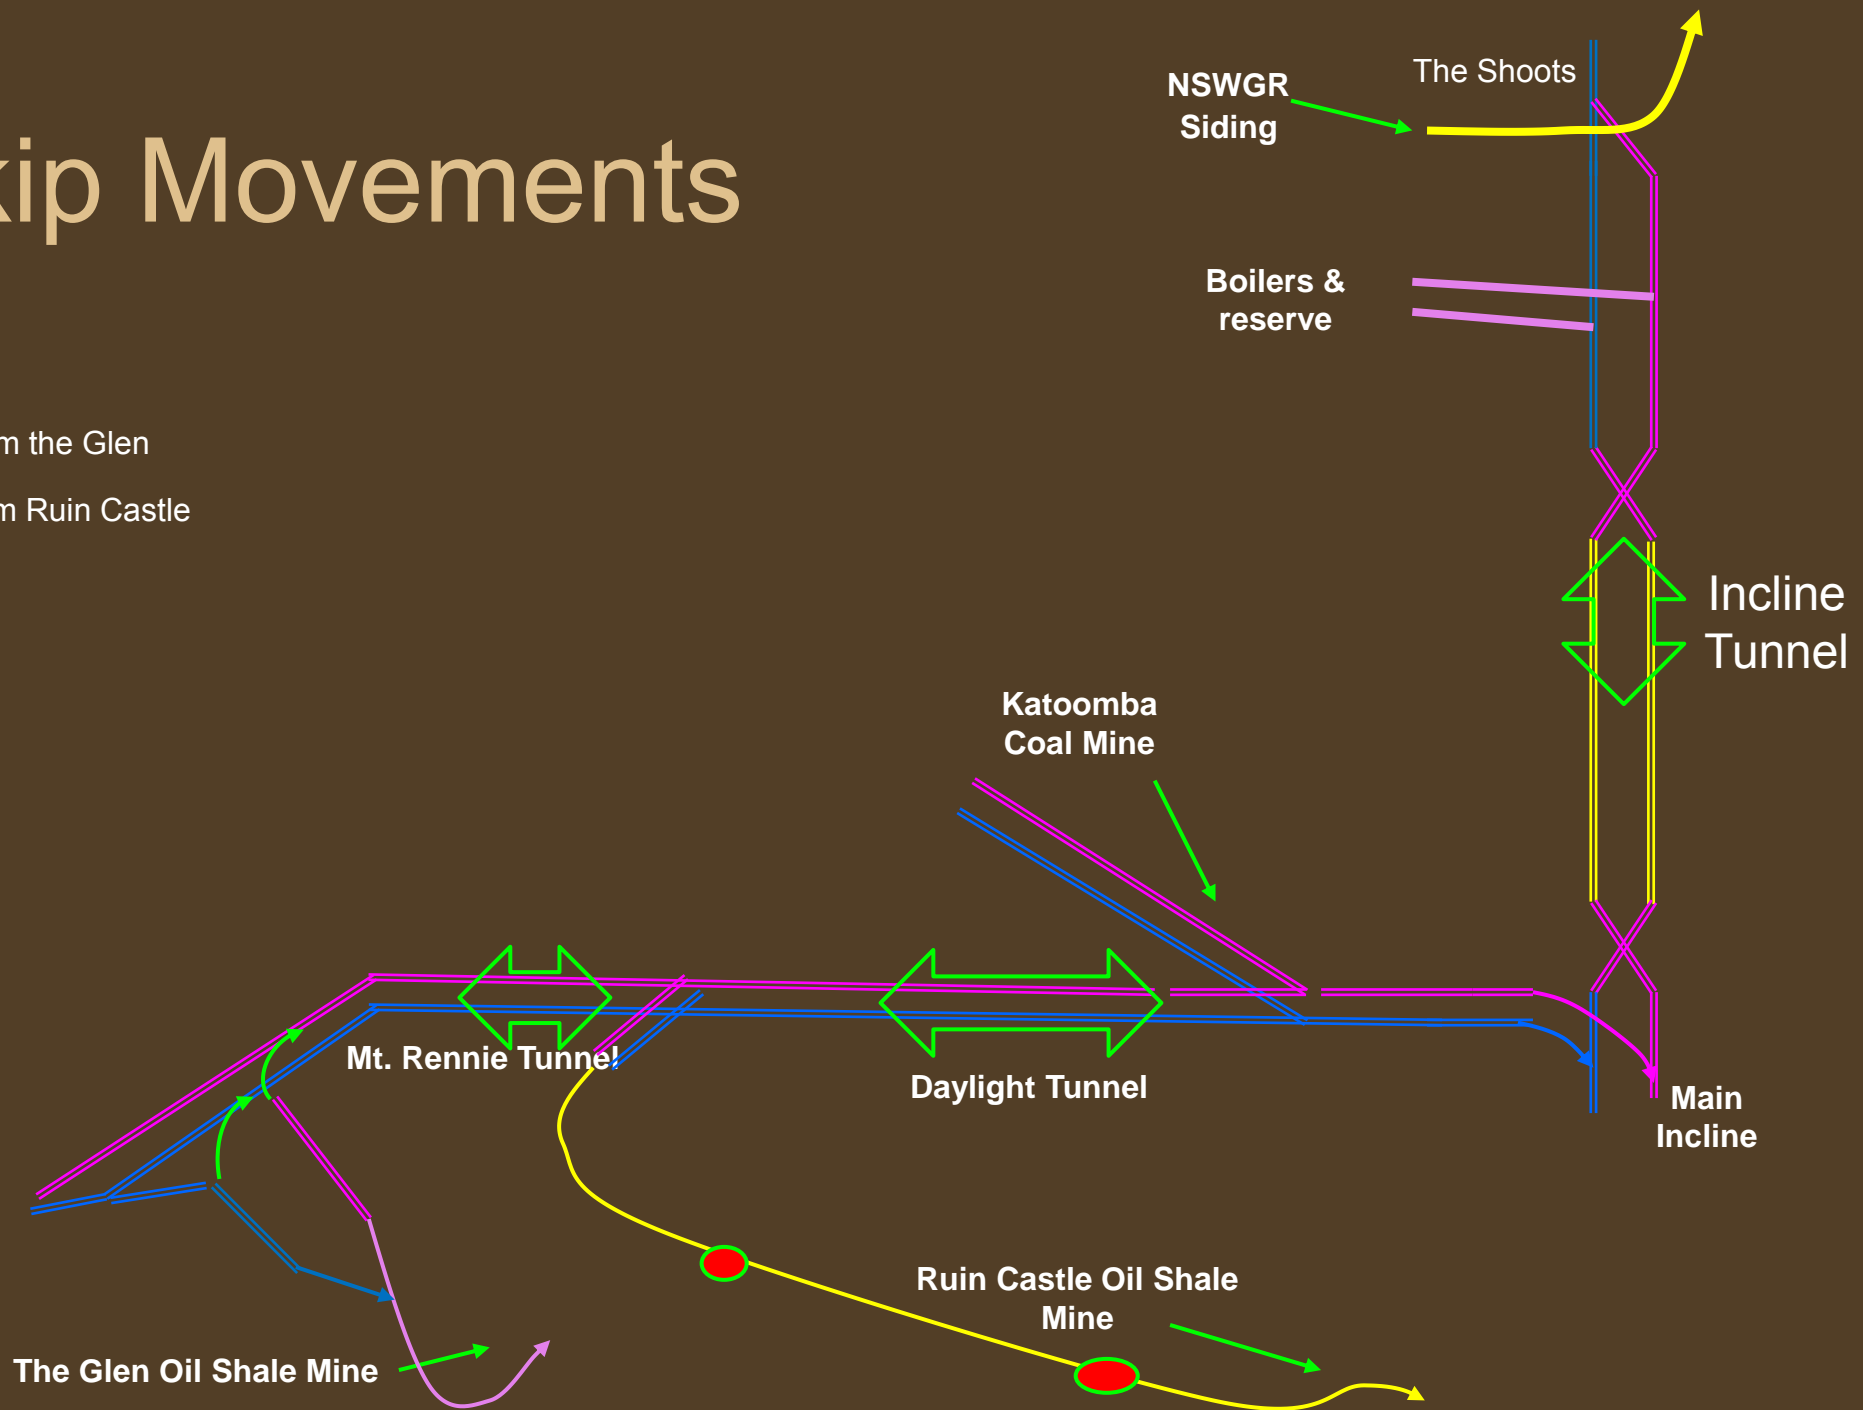 The Shoots
NSWGR
Siding
kip Movements
Boilers &
reserve
m the Glen
m Ruin Castle
Incline
Tunnel
Katoomba
Coal Mine
Mt. Rennie Tunnel
Daylight Tunnel
Main
Incline
Ruin Castle Oil Shale
Mine
The Glen Oil Shale Mine